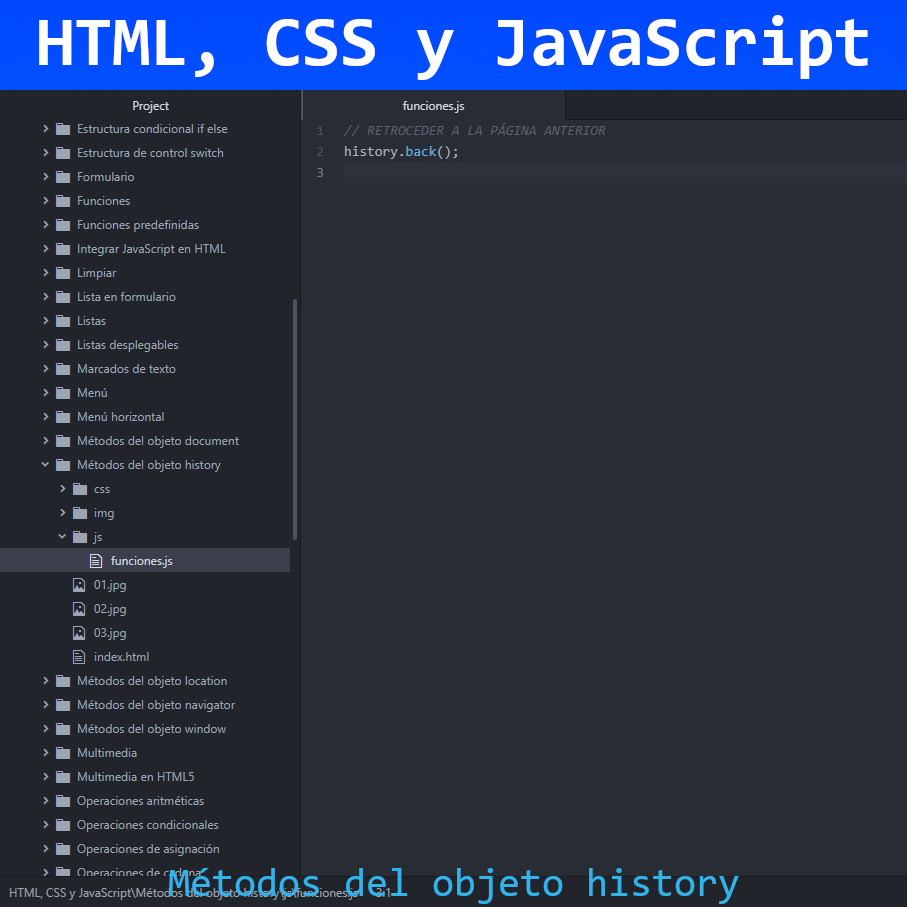 HTML, CSS y JavaScript
Project
Estructura condicional if else
Estructura de control switch
Formulario
Funciones
Funciones predefinidas
Integrar JavaScript en HTML
Limpiar
Lista en formulario
Listas
Listas desplegables
Marcados de texto
Menú
Menú horizontal
Métodos del objeto document
Métodos del objeto history
css
img
js
funciones.js
01.jpg
02.jpg
03.jpg
index.html
Métodos del objeto location
Métodos del objeto navigator
Métodos del objeto window
Multimedia
Multimedia en HTML5
Operaciones aritméticas
Operaciones condicionales
Operaciones de asignación
Operaciones de cadena
funciones.js
1 // RETROCEDER A LA PÁGINA ANTERIOR
2 history.back();
3
HTML, CSS y JavaScript\Métodos del objeto history\js\funciones.js 3:1
Métodos del objeto history